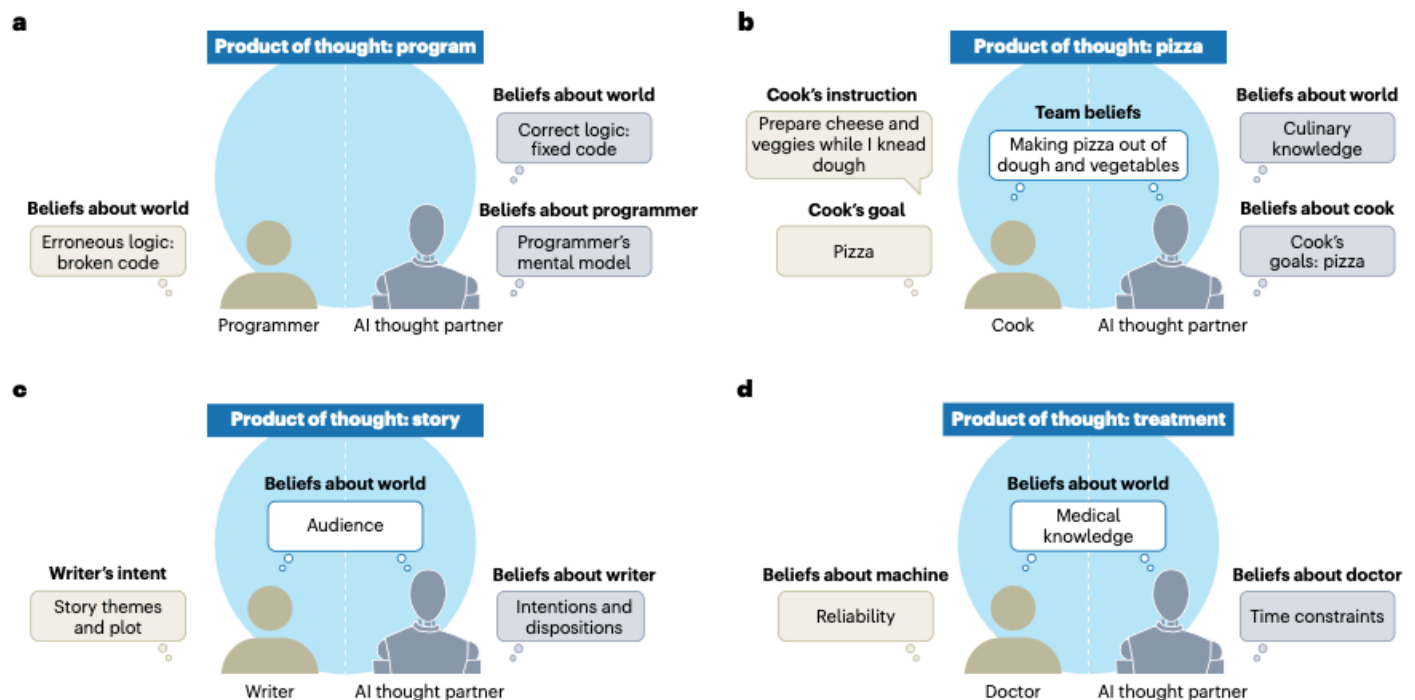 a
Product of thought: program
Beliefs about world
Correct logic:
fixed code
Beliefs about world
Erroneous logic:
broken code
Beliefs about programmer
Programmer's
mental model
Programmer
AI thought partner
b
Product of thought: pizza
Cook's instruction
Prepare cheese and
veggies while I knead
dough
Team beliefs
Making pizza out of
dough and vegetables
Beliefs about world
Culinary
knowledge
Cook's goal
Pizza
Beliefs about cook
Cook's
goals: pizza
Cook
AI thought partner
c
Product of thought: story
Beliefs about world
Audience
Writer's intent
Story themes
and plot
Beliefs about writer
Intentions and
dispositions
Writer
AI thought partner
d
Product of thought: treatment
Beliefs about world
Medical
knowledge
Beliefs about machine
Reliability
Beliefs about doctor
Time constraints
Doctor
AI thought partner